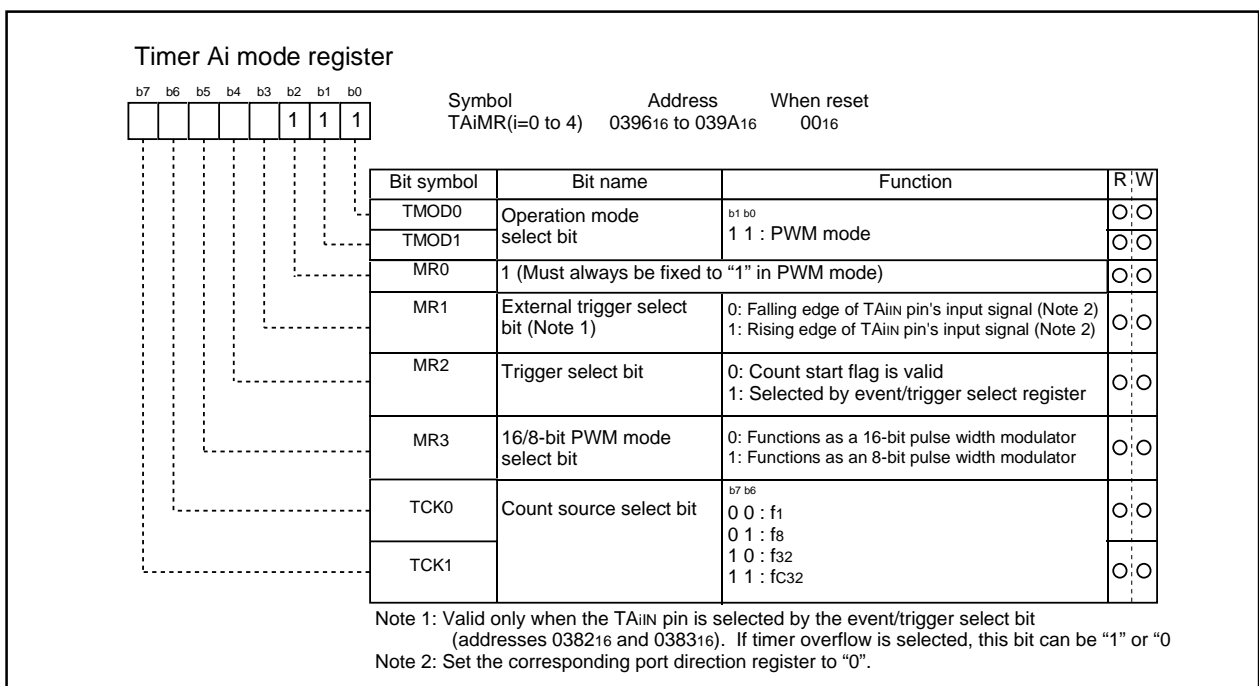 Timer Ai mode register
b7 b6 b5 b4 b3 b2 b1 b0
1 1 1
Symbol Address When reset
TAiMR(i=0 to 4) 039616 to 039A16 0016
Bit symbol Bit name Function R W
TMOD0 Operation mode select bit b1 b0
TMOD1 1 1 : PWM mode
MR0 1 (Must always be fixed to “1” in PWM mode)
MR1 External trigger select bit (Note 1) 0: Falling edge of TAiIN pin's input signal (Note 2)
1: Rising edge of TAiIN pin's input signal (Note 2)
MR2 Trigger select bit 0: Count start flag is valid
1: Selected by event/trigger select register
MR3 16/8-bit PWM mode select bit 0: Functions as a 16-bit pulse width modulator
1: Functions as an 8-bit pulse width modulator
TCK0 Count source select bit b7 b6
0 0 : f1
0 1 : f8
TCK1 1 0 : f32
1 1 : fC32
Note 1: Valid only when the TAiIN pin is selected by the event/trigger select bit
(addresses 038216 and 038316). If timer overflow is selected, this bit can be “1” or “0
Note 2: Set the corresponding port direction register to “0”.